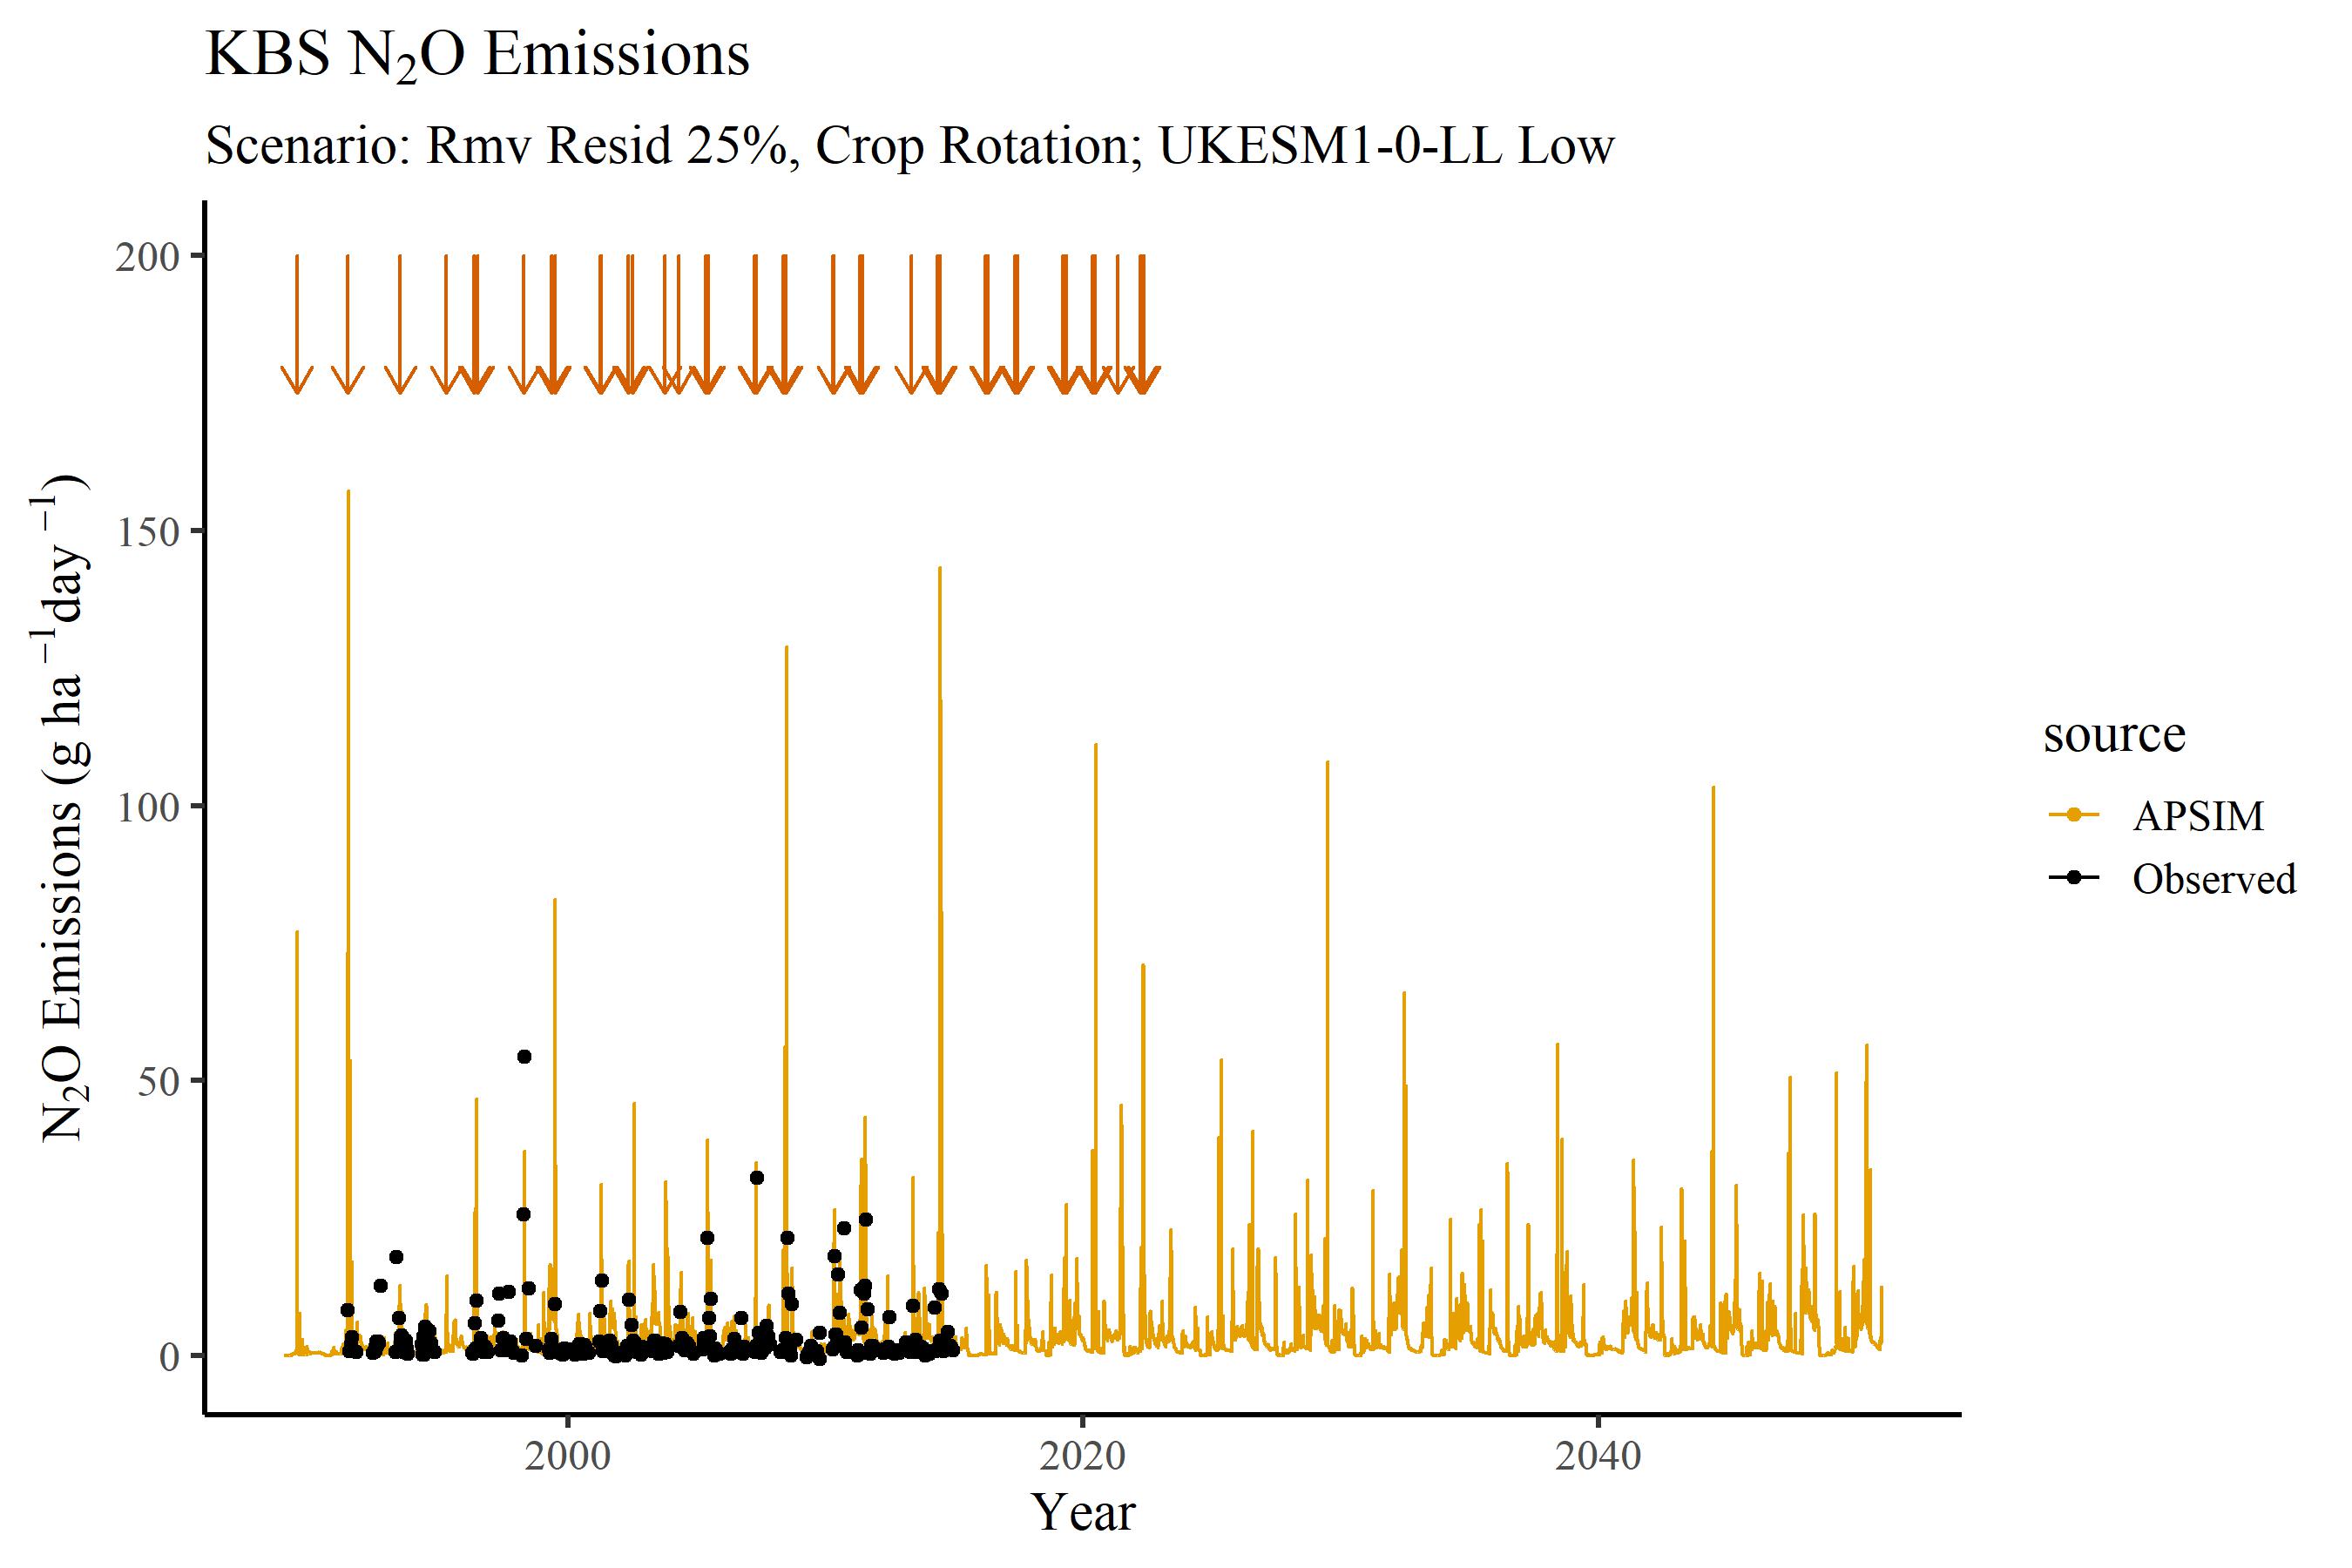 KBS N₂O Emissions
Scenario: Rmv Resid 25%, Crop Rotation; UKESM1-0-LL Low
N₂O Emissions (g ha ⁻¹day ⁻¹)
200
150
100
50
0
2000
2020
2040
Year
source
APSIM
Observed